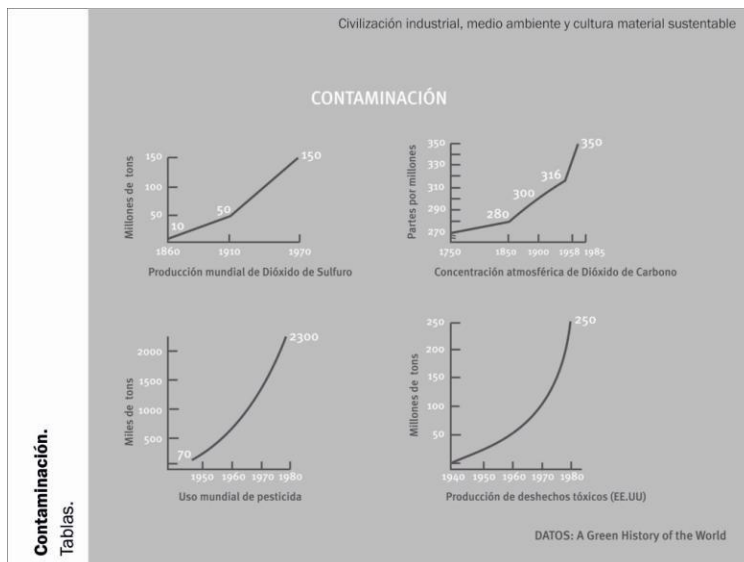 Civilización industrial, medio ambiente y cultura material sustentable
CONTAMINACIÓN
Millones de tons
150
100
50
10
50
150
1860 1910 1970
Producción mundial de Dióxido de Sulfuro
Partes por millones
350
330
310
290
270
280
300
316
350
1750 1850 1900 1958 1985
Concentración atmosférica de Dióxido de Carbono
Miles de tons
2000
1500
1000
500
70
2300
1950 1960 1970 1980
Uso mundial de pesticida
Millones de tons
250
200
150
100
50
250
1940 1950 1960 1970 1980
Producción de deshechos tóxicos (EE.UU)
DATOS: A Green History of the World
Contaminación.
Tablas.